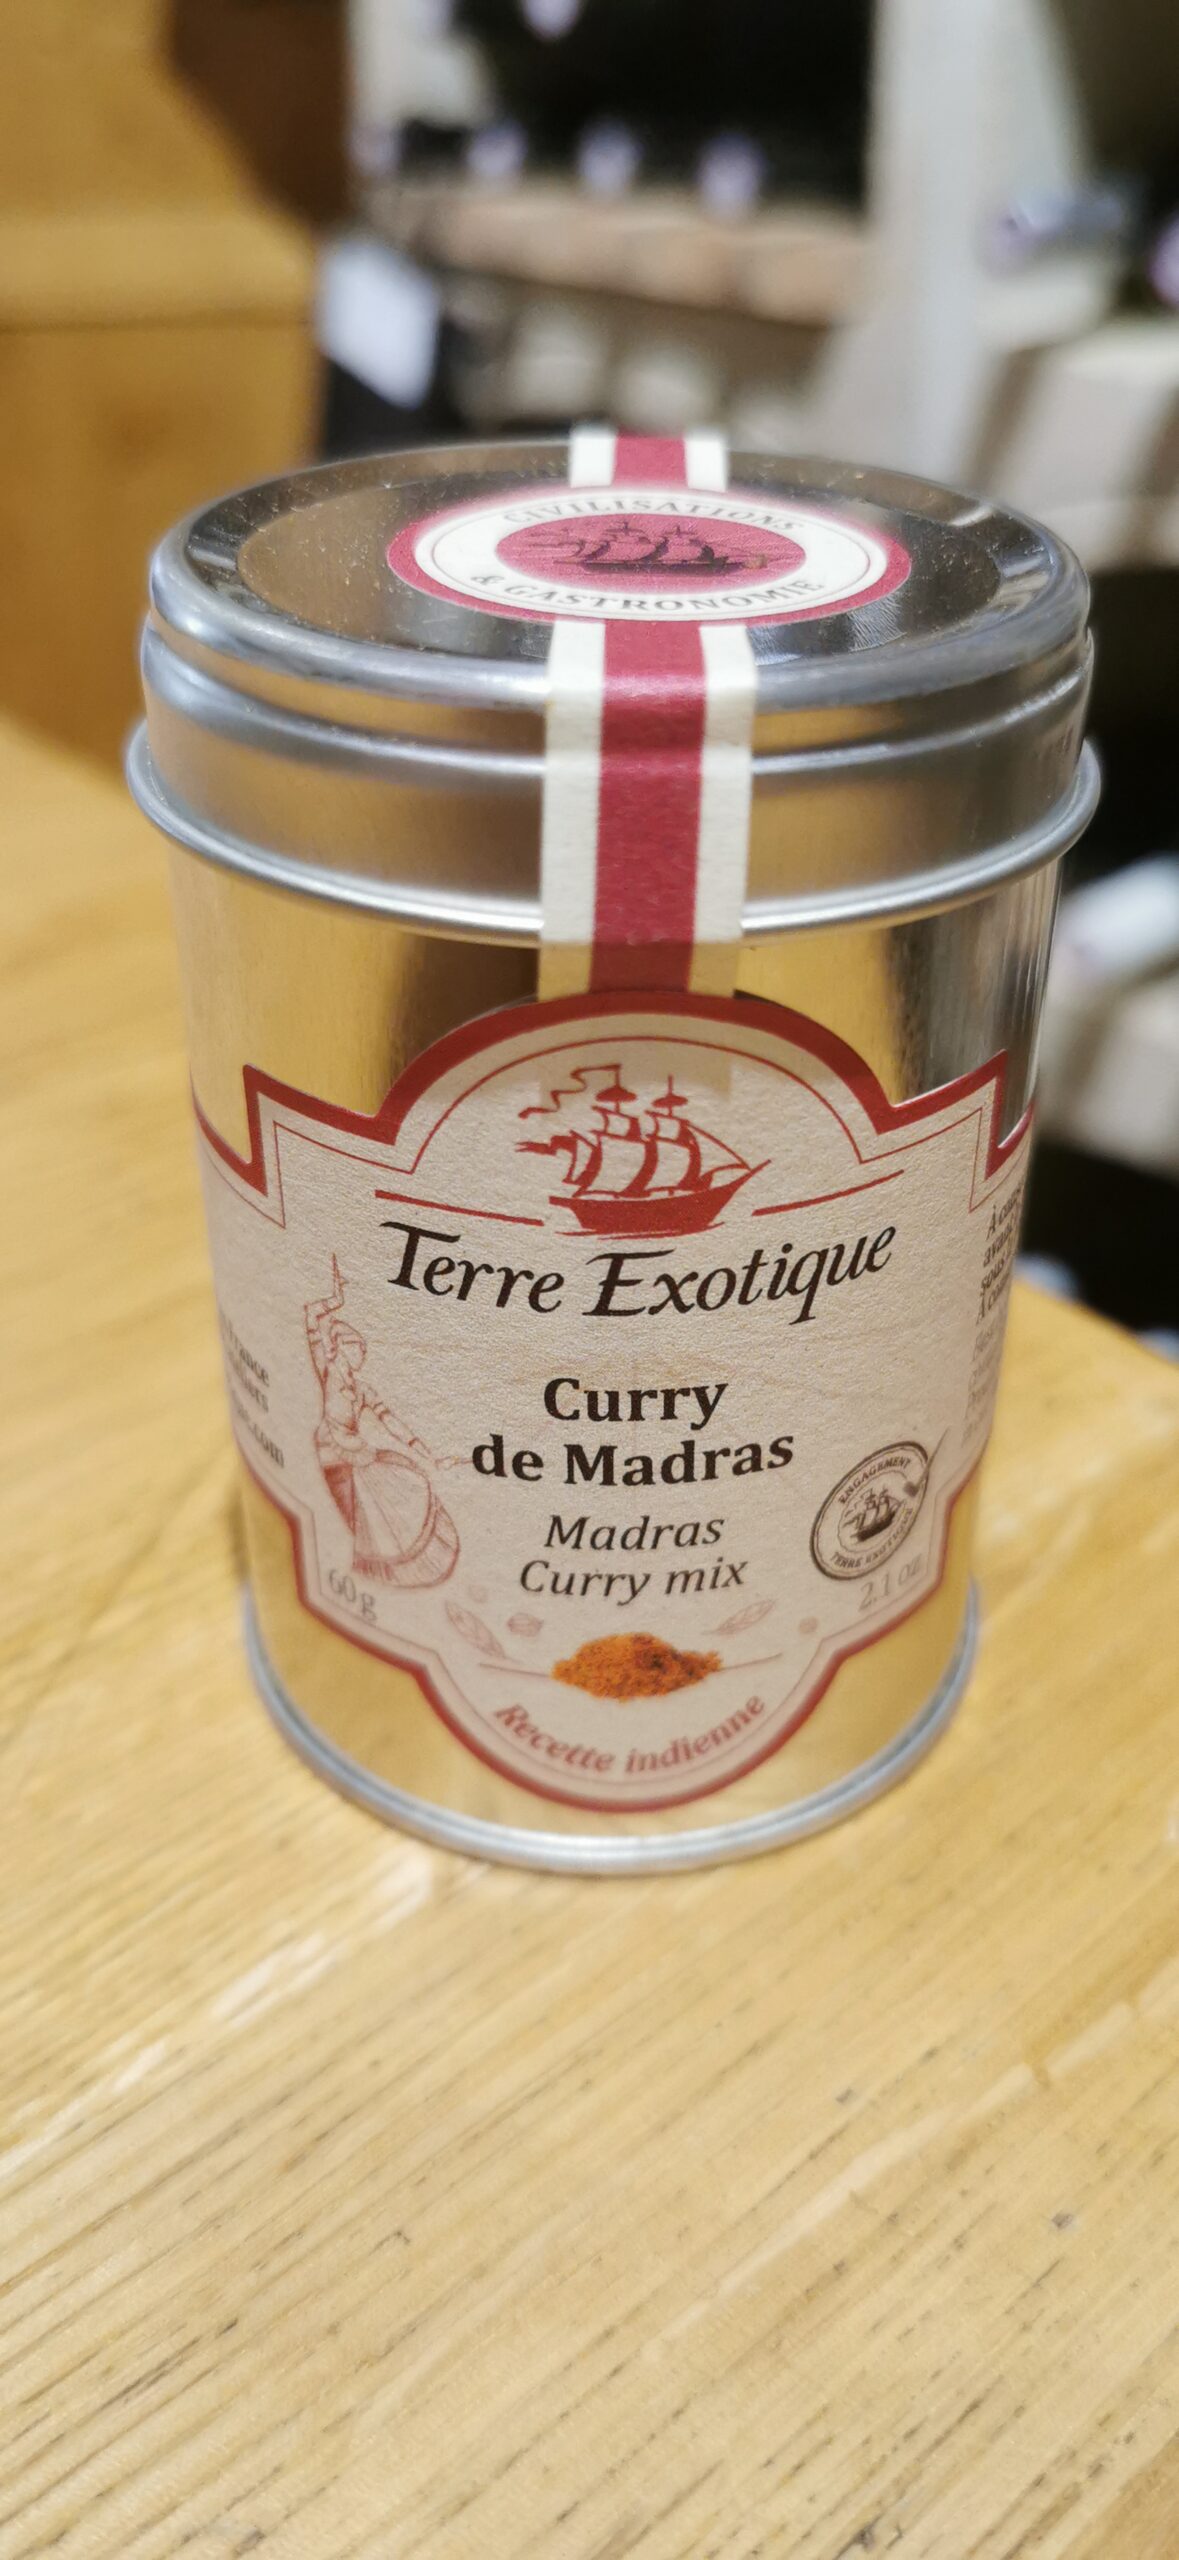 CIVILISATIONS
& GASTRONOMIE
Terre Exotique
Curry
de Madras
Madras
Curry mix
ENGAGEMENT
TERRE EXOTIQUE
60 g
2.1 oz
Recette indienne
France